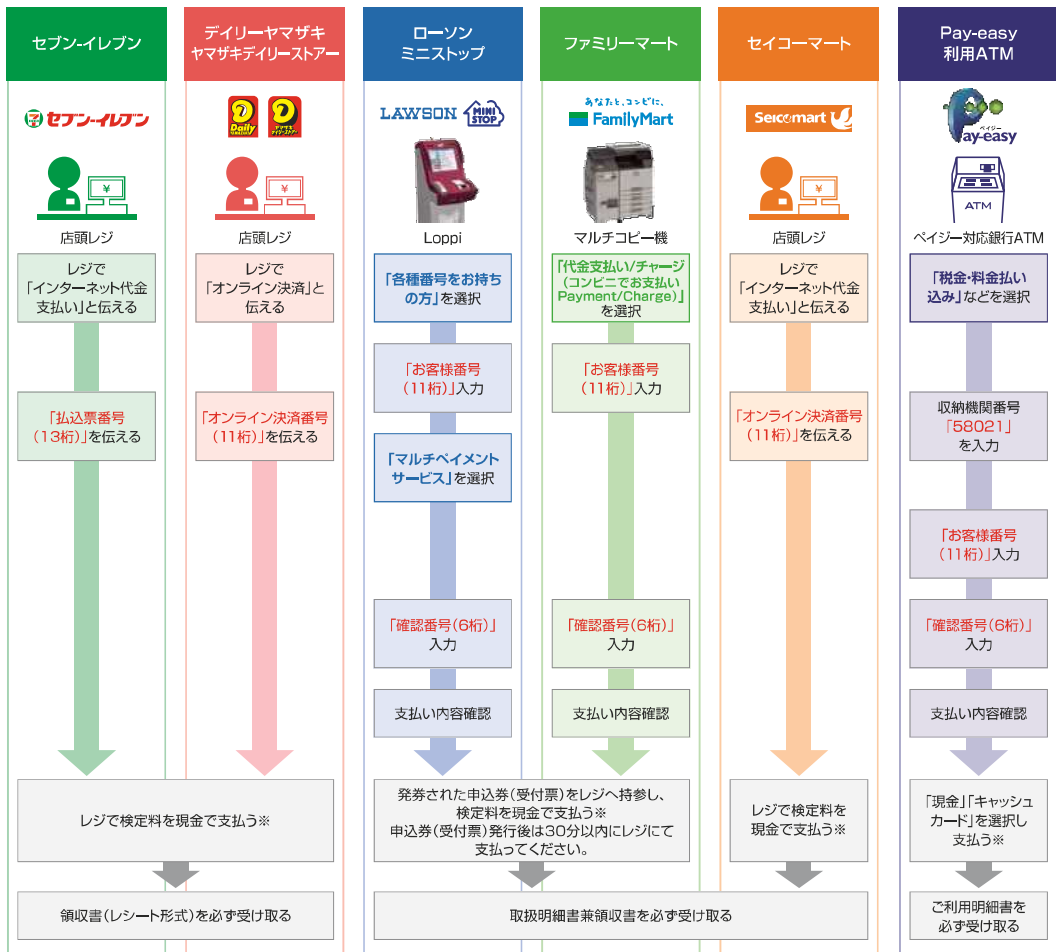 セブン-イレブン
デイリーヤマザキ
ヤマザキデイリーストアー
ローソン
ミニストップ
ファミリーマート
セイコーマート
Pay-easy
利用ATM
セブン-イレブン
Daily
LAWSON
MINI
STOP
あなたと、コンビに、
FamilyMart
Seicomart
ペイジー
Pay-easy
¥
¥
¥
ATM
店頭レジ
店頭レジ
Loppi
マルチコピー機
店頭レジ
ペイジー対応銀行ATM
レジで
「インターネット代金
支払い」と伝える
「払込票番号
(13桁)」を伝える
レジで
「オンライン決済」と
伝える
「オンライン決済番号
(11桁)」を伝える
「各種番号をお持ち
の方」を選択
「お客様番号
(11桁)」入力
「マルチペイメント
サービス」を選択
「確認番号(6桁)」
入力
支払い内容確認
「代金支払い/チャージ
(コンビニでお支払い
Payment/Charge)」
を選択
「お客様番号
(11桁)」入力
「確認番号(6桁)」
入力
支払い内容確認
レジで
「インターネット代金
支払い」と伝える
「オンライン決済番号
(11桁)」を伝える
「税金・料金払い
込み」などを選択
収納機関番号
「58021」
を入力
「お客様番号
(11桁)」入力
「確認番号(6桁)」
入力
支払い内容確認
レジで検定料を現金で支払う※
発券された申込券(受付票)をレジへ持参し、
検定料を現金で支払う※
申込券(受付票)発行後は30分以内にレジにて
支払ってください。
レジで検定料を
現金で支払う※
「現金」「キャッシュ
カード」を選択し
支払う※
領収書(レシート形式)を必ず受け取る
取扱明細書兼領収書を必ず受け取る
ご利用明細書を
必ず受け取る